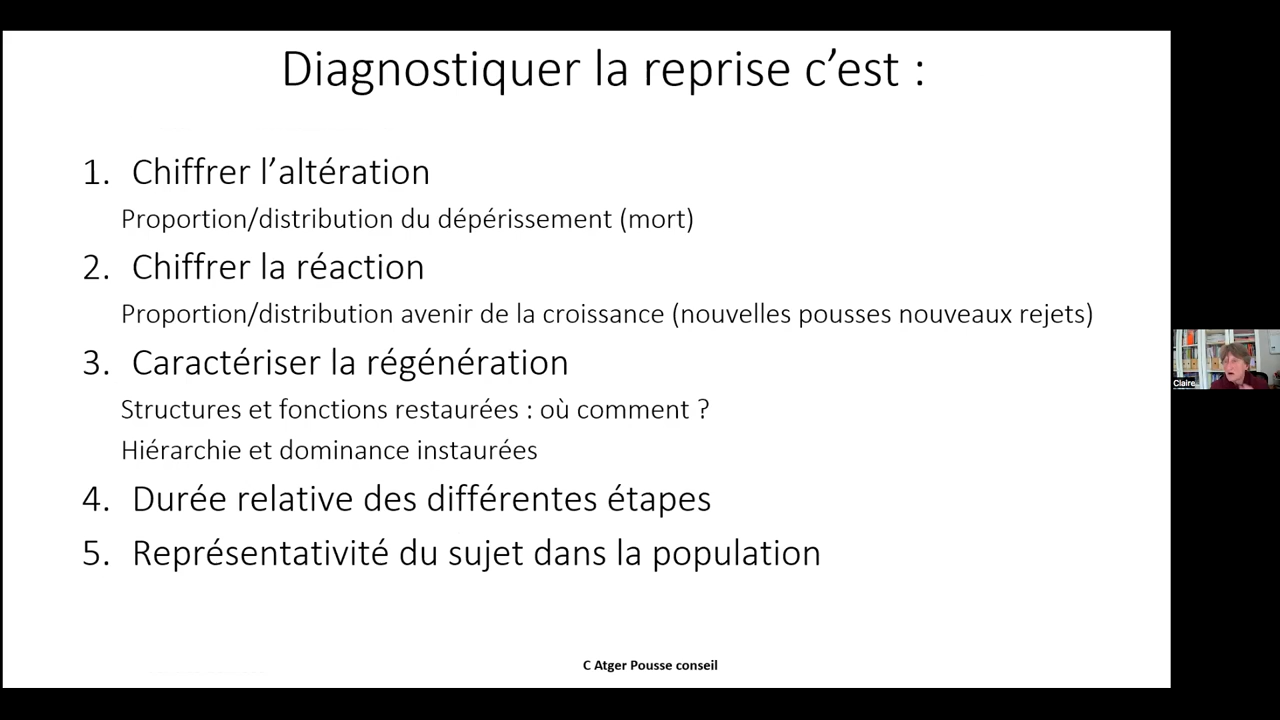 Diagnostiquer la reprise c’est :
1. Chiffrer l’altération
Proportion/distribution du dépérissement (mort)
2. Chiffrer la réaction
Proportion/distribution avenir de la croissance (nouvelles pousses nouveaux rejets)
3. Caractériser la régénération
Structures et fonctions restaurées : où comment ?
Hiérarchie et dominance instaurées
4. Durée relative des différentes étapes
5. Représentativité du sujet dans la population
C Atger Pousse conseil
Claire